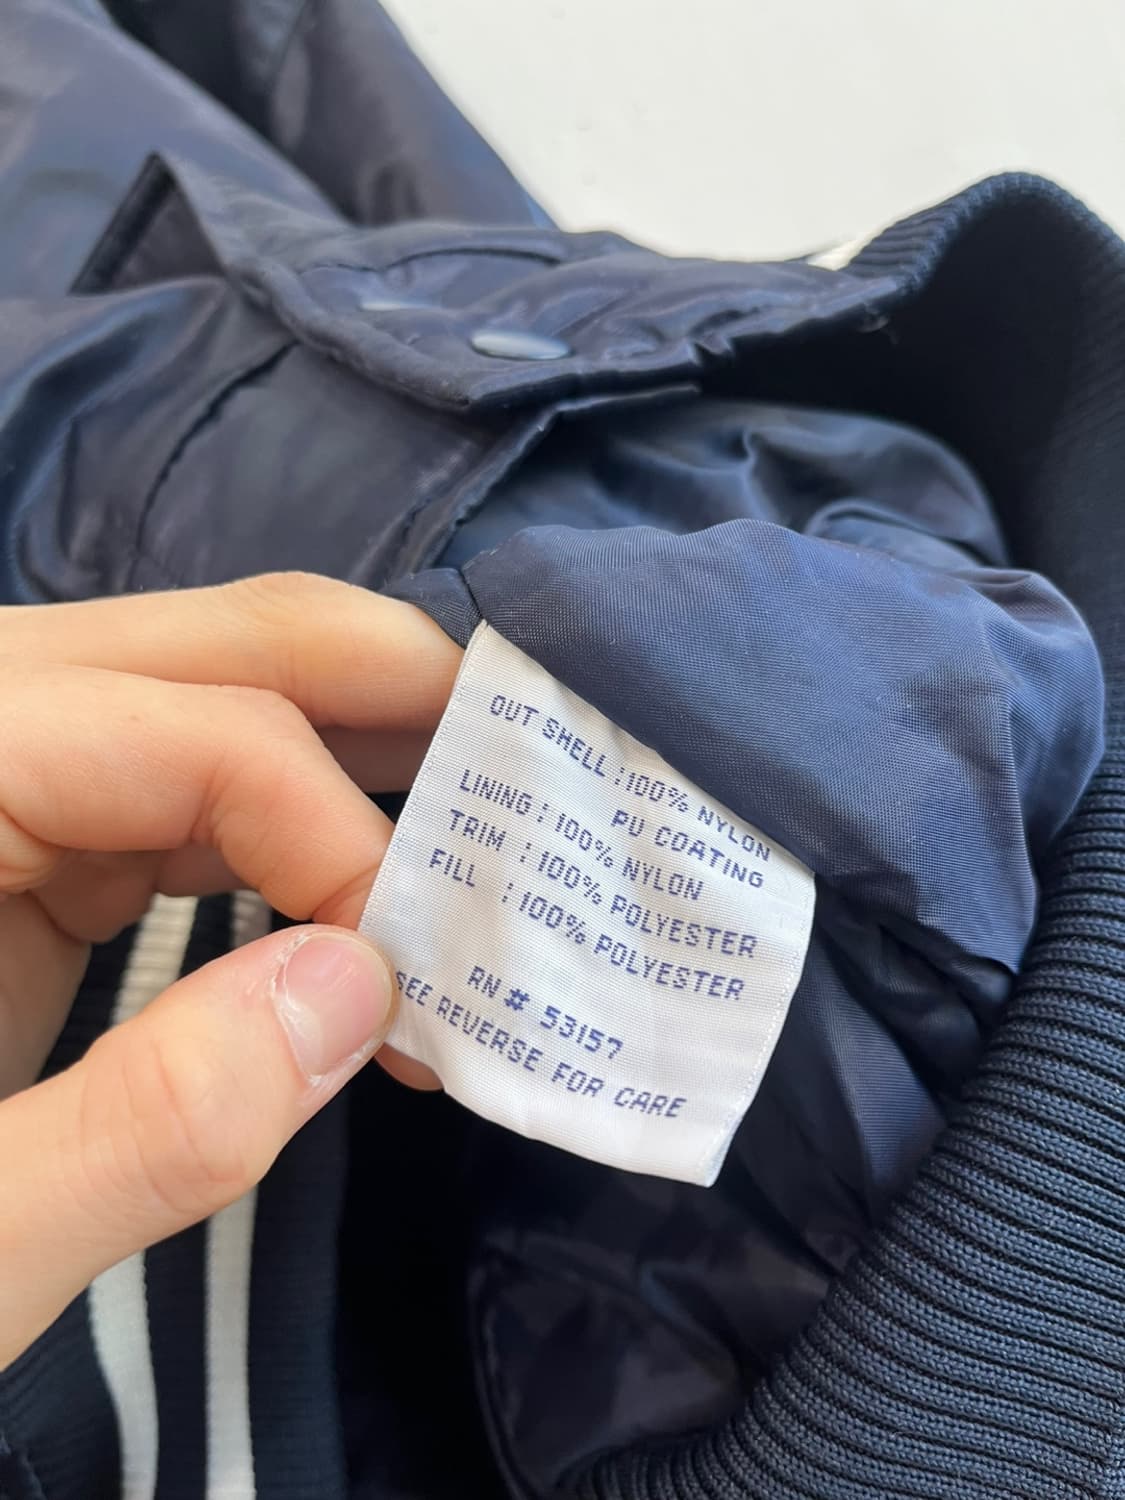 OUT SHELL : 100% NYLON
PU COATING
LINING : 100% NYLON
TRIM : 100% POLYESTER
FILL : 100% POLYESTER
RN # 53157
SEE REVERSE FOR CARE